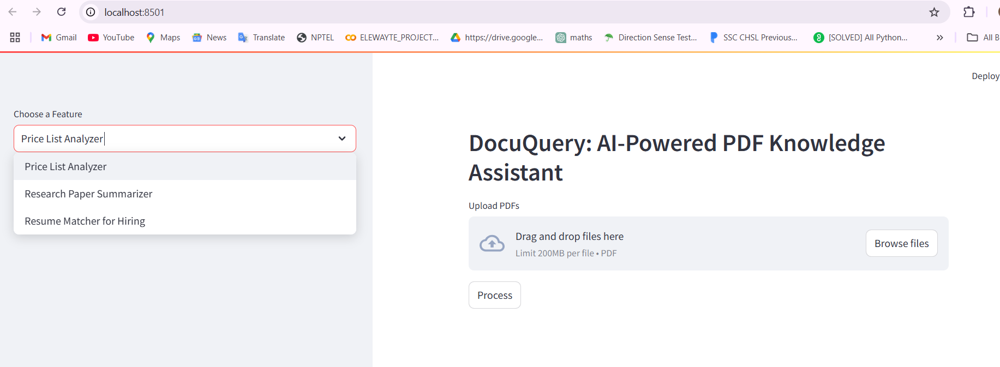 localhost:8501
Gmail YouTube Maps News Translate NPTEL ELEWAYTE_PROJECT... https://drive.google... maths Direction Sense Test... SSC CHSL Previous... [SOLVED] All Python... » All B
Deploy
Choose a Feature
Price List Analyzer
Price List Analyzer
Research Paper Summarizer
Resume Matcher for Hiring
DocuQuery: AI-Powered PDF Knowledge
Assistant
Upload PDFs
Drag and drop files here
Limit 200MB per file • PDF
Browse files
Process